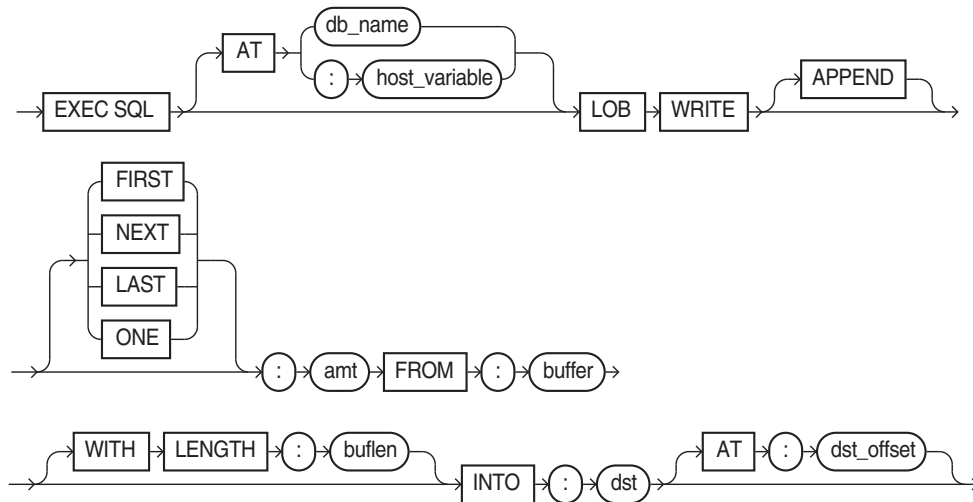 db_name
AT
: host_variable
EXEC SQL LOB WRITE APPEND
FIRST
NEXT
LAST
ONE
: amt FROM : buffer
WITH LENGTH : buflen AT : dst_offset
INTO : dst